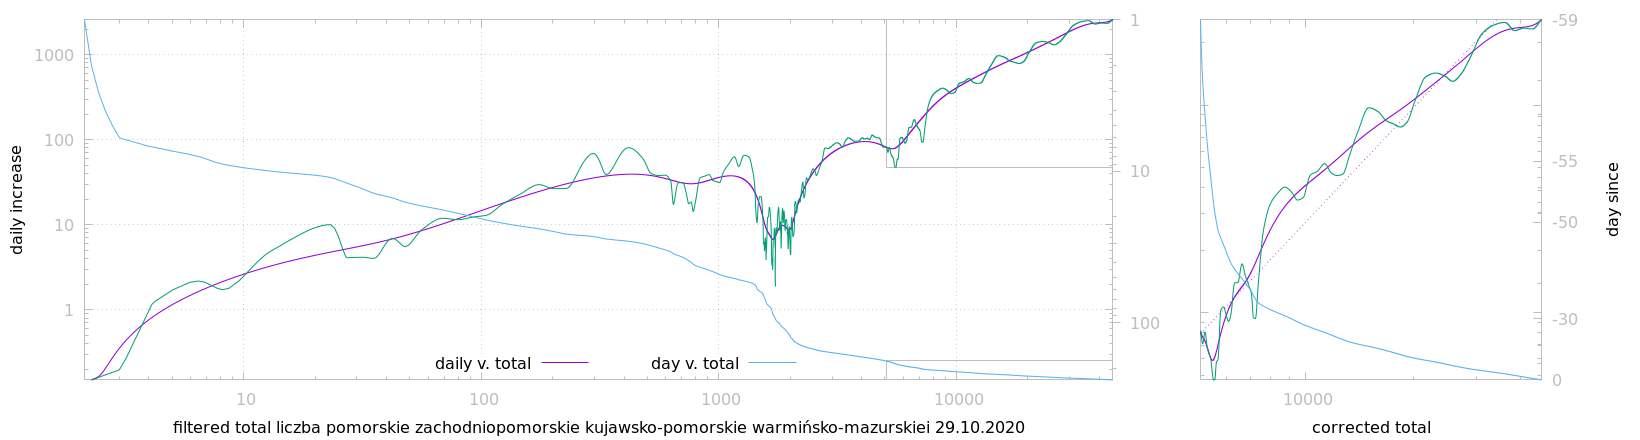 1000
100
10
1
daily increase
daily v. total
day v. total
10
100
1000
10000
filtered total liczba pomorskie zachodniopomorskie kujawsko-pomorskie warmińsko-mazurskiei 29.10.2020
1
10
100
-59
-55
-50
-30
0
day since
10000
corrected total